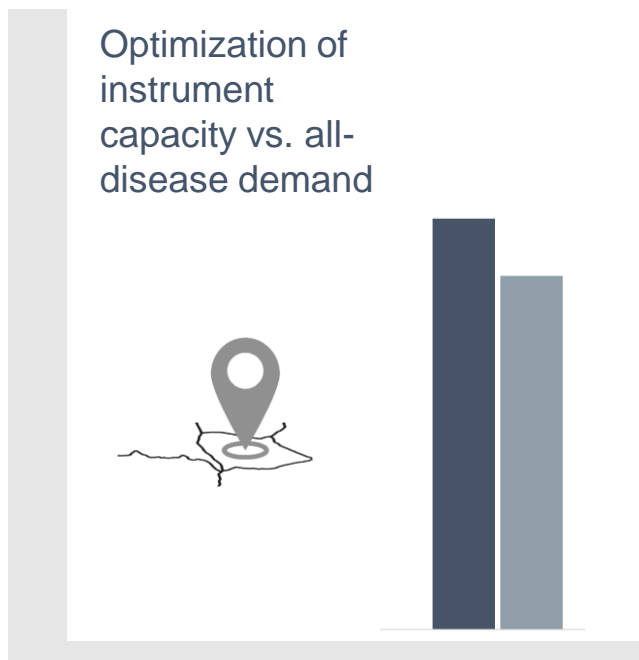 Optimization of
instrument
capacity vs. all-
disease demand